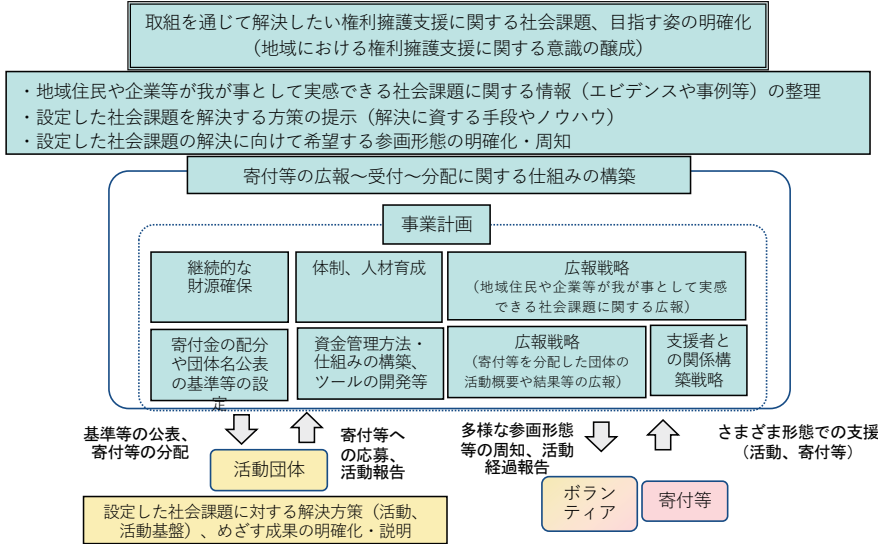 取組を通じて解決したい権利擁護支援に関する社会課題、目指す姿の明確化
（地域における権利擁護支援に関する意識の醸成）
・地域住民や企業等が我が事として実感できる社会課題に関する情報（エビデンスや事例等）の整理
・設定した社会課題を解決する方策の提示（解決に資する手段やノウハウ）
・設定した社会課題の解決に向けて希望する参画形態の明確化・周知
寄付等の広報～受付～分配に関する仕組みの構築
事業計画
継続的な
財源確保
体制、人材育成
広報戦略
（地域住民や企業等が我が事として実感
できる社会課題に関する広報）
寄付金の配分
や団体名公表
の基準等の設
定
資金管理方法・
仕組みの構築、
ツールの開発等
広報戦略
（寄付等を分配した団体の
活動概要や結果等の広報）
支援者と
の関係構
築戦略
基準等の公表、
寄付等の分配
寄付等へ
の応募、
活動報告
多様な参画形態
等の周知、活動
経過報告
さまざま形態での支援
（活動、寄付等）
活動団体
ボラン
ティア
寄付等
設定した社会課題に対する解決方策（活動、
活動基盤）、めざす成果の明確化・説明